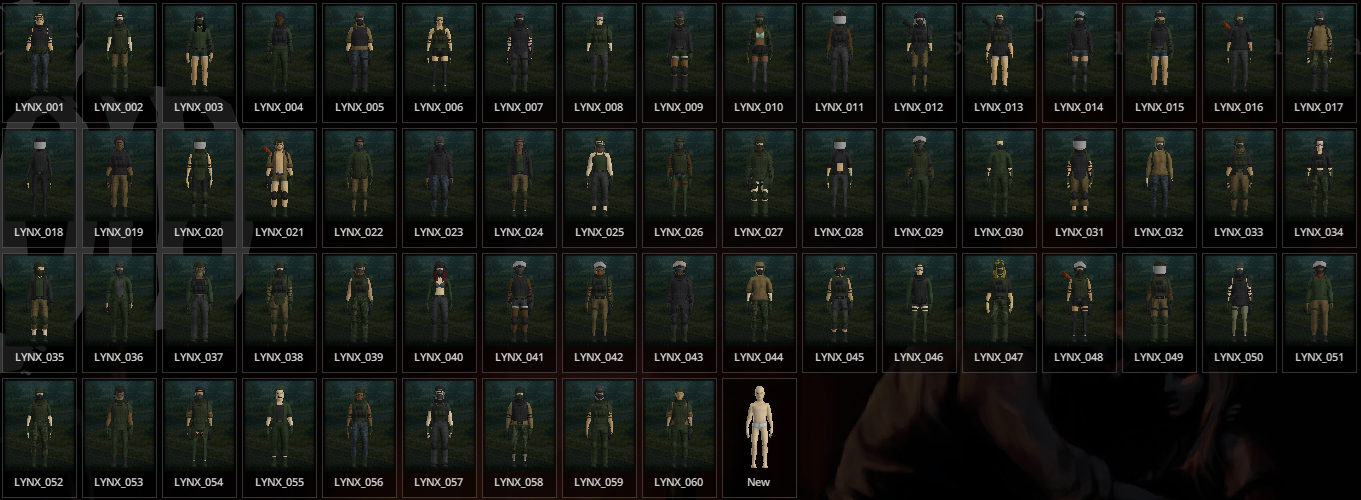 LYNX_001 LYNX_002 LYNX_003 LYNX_004 LYNX_005 LYNX_006 LYNX_007 LYNX_008 LYNX_009 LYNX_010 LYNX_011 LYNX_012 LYNX_013 LYNX_014 LYNX_015 LYNX_016 LYNX_017
LYNX_018 LYNX_019 LYNX_020 LYNX_021 LYNX_022 LYNX_023 LYNX_024 LYNX_025 LYNX_026 LYNX_027 LYNX_028 LYNX_029 LYNX_030 LYNX_031 LYNX_032 LYNX_033 LYNX_034
LYNX_035 LYNX_036 LYNX_037 LYNX_038 LYNX_039 LYNX_040 LYNX_041 LYNX_042 LYNX_043 LYNX_044 LYNX_045 LYNX_046 LYNX_047 LYNX_048 LYNX_049 LYNX_050 LYNX_051
LYNX_052 LYNX_053 LYNX_054 LYNX_055 LYNX_056 LYNX_057 LYNX_058 LYNX_059 LYNX_060 New